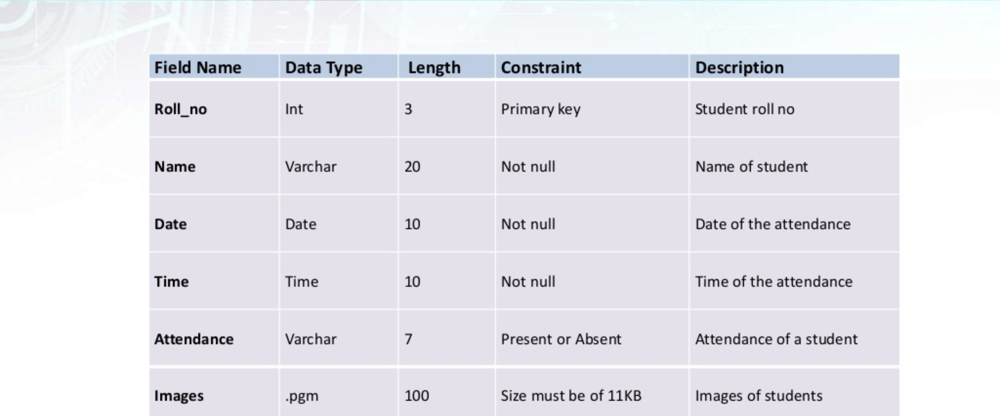 Field Name Data Type Length Constraint Description
Roll_no Int 3 Primary key Student roll no
Name Varchar 20 Not null Name of student
Date Date 10 Not null Date of the attendance
Time Time 10 Not null Time of the attendance
Attendance Varchar 7 Present or Absent Attendance of a student
Images .pgm 100 Size must be of 11KB Images of students